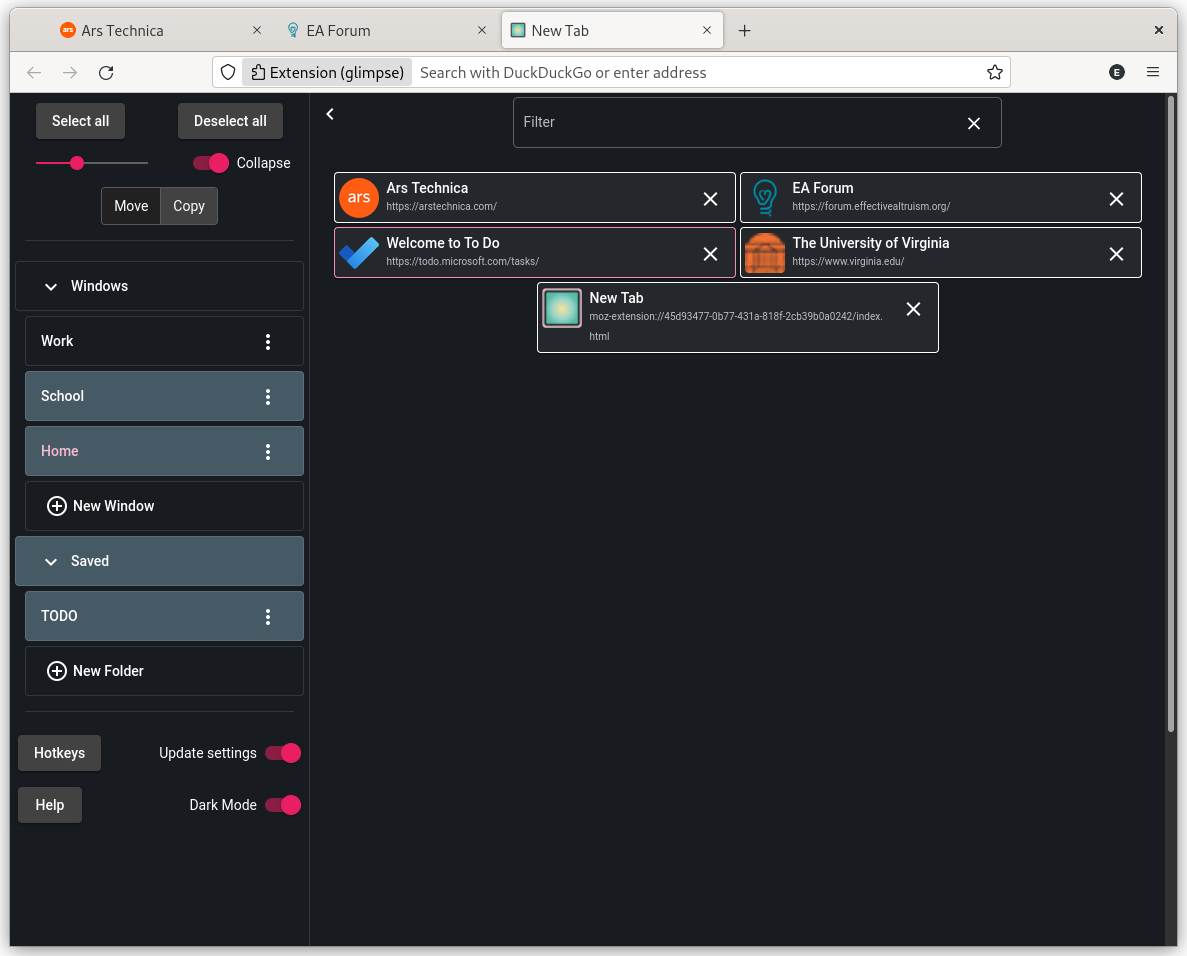 ars Ars Technica
EA Forum
New Tab
Extension (glimpse)
Search with DuckDuckGo or enter address
E
Select all
Deselect all
Collapse
Move
Copy
Windows
Work
School
Home
New Window
Saved
TODO
New Folder
Hotkeys
Update settings
Help
Dark Mode
Filter
ars
Ars Technica
https://arstechnica.com/
EA Forum
https://forum.effectivealtruism.org/
Welcome to To Do
https://todo.microsoft.com/tasks/
The University of Virginia
https://www.virginia.edu/
New Tab
moz-extension://45d93477-0b77-431a-818f-2cb39b0a0242/index.
html